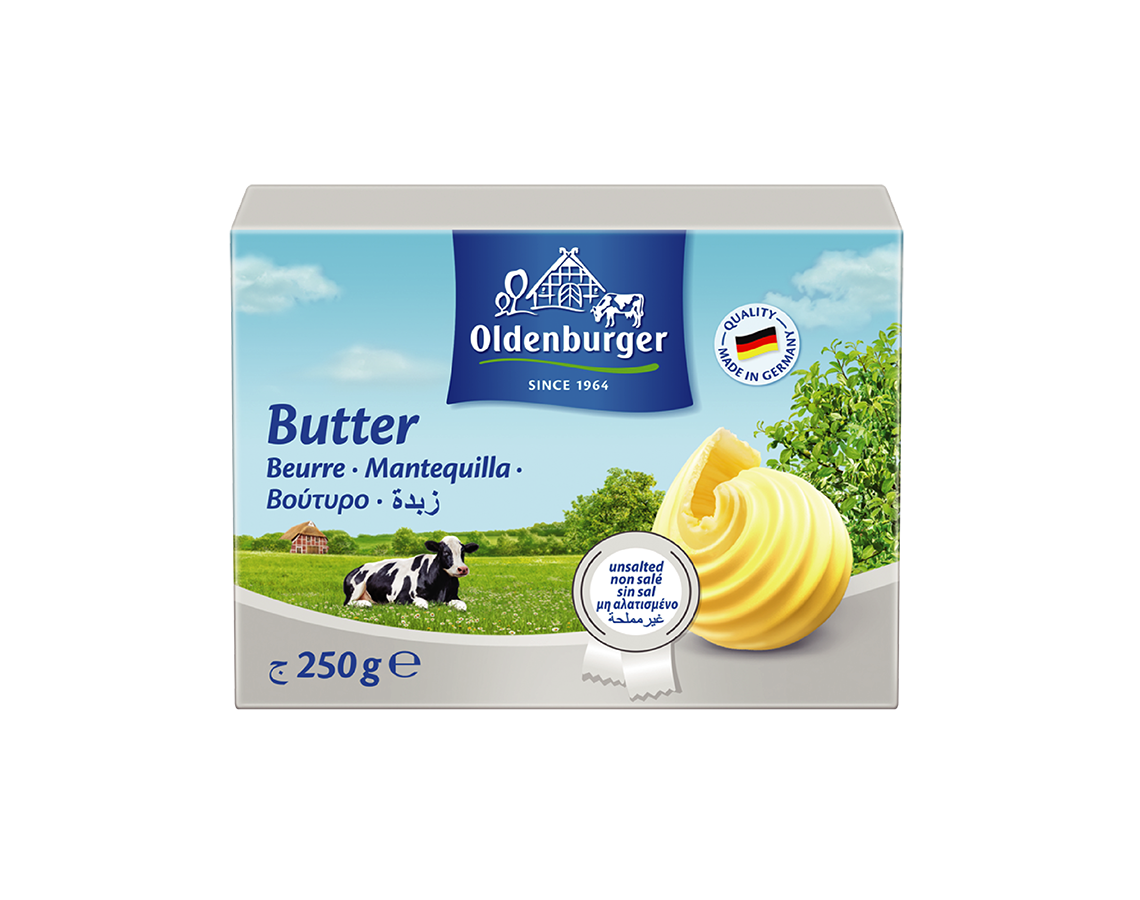 Oldenburger
SINCE 1964
QUALITY
MADE IN GERMANY
Butter
Beurre · Mantequilla ·
Βούτυρο · زبدة
unsalted
non salé
sin sal
μη αλατισμένο
غير مملحة
ج 250 g ℮